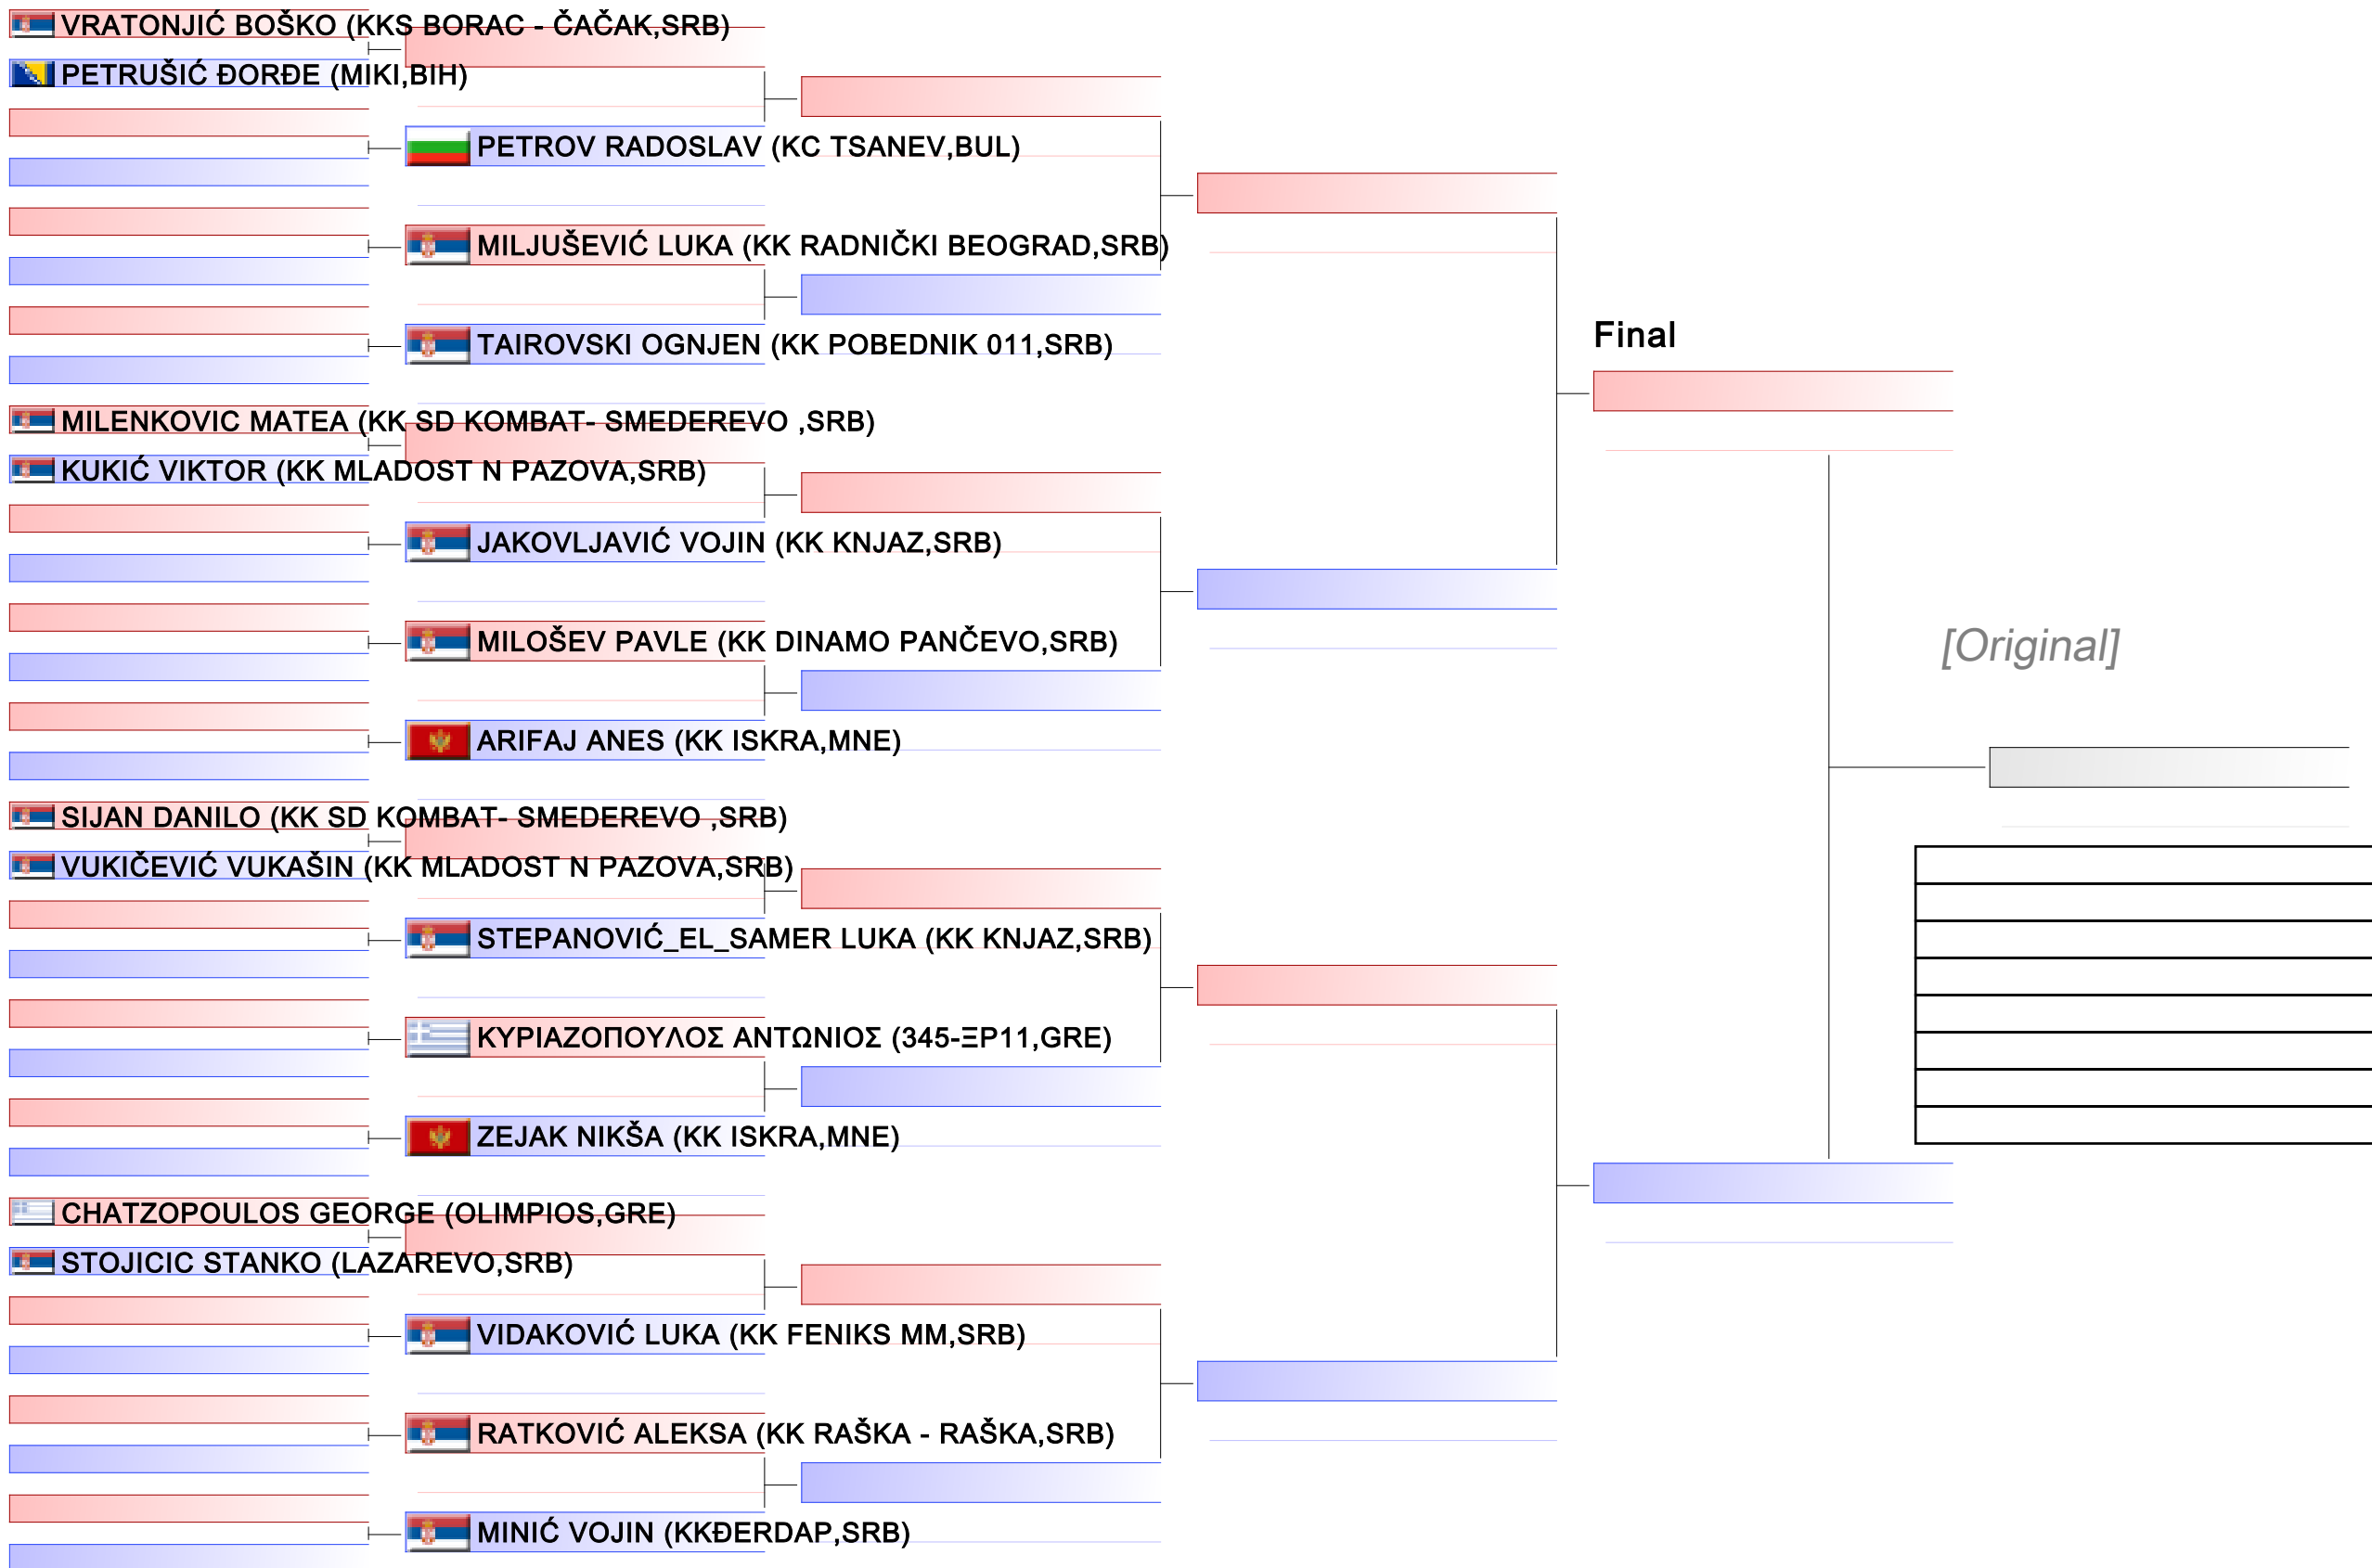 VRATONJIĆ BOŠKO (KKS BORAC - ČAČAK,SRB)
PETRUŠIĆ ĐORĐE (MIKI,BIH)
PETROV RADOSLAV (KC TSANEV,BUL)
MILJUŠEVIĆ LUKA (KK RADNIČKI BEOGRAD,SRB)
TAIROVSKI OGNJEN (KK POBEDNIK 011,SRB)
MILENKOVIC MATEA (KK SD KOMBAT- SMEDEREVO ,SRB)
KUKIĆ VIKTOR (KK MLADOST N PAZOVA,SRB)
JAKOVLJAVIĆ VOJIN (KK KNJAZ,SRB)
MILOŠEV PAVLE (KK DINAMO PANČEVO,SRB)
ARIFAJ ANES (KK ISKRA,MNE)
SIJAN DANILO (KK SD KOMBAT- SMEDEREVO ,SRB)
VUKIČEVIĆ VUKAŠIN (KK MLADOST N PAZOVA,SRB)
STEPANOVIĆ_EL_SAMER LUKA (KK KNJAZ,SRB)
ΚΥΡΙΑΖΟΠΟΥΛΟΣ ΑΝΤΩΝΙΟΣ (345-ΞΡ11,GRE)
ZEJAK NIKŠA (KK ISKRA,MNE)
CHATZOPOULOS GEORGE (OLIMPIOS,GRE)
STOJICIC STANKO (LAZAREVO,SRB)
VIDAKOVIĆ LUKA (KK FENIKS MM,SRB)
RATKOVIĆ ALEKSA (KK RAŠKA - RAŠKA,SRB)
MINIĆ VOJIN (KKĐERDAP,SRB)
Final
[Original]